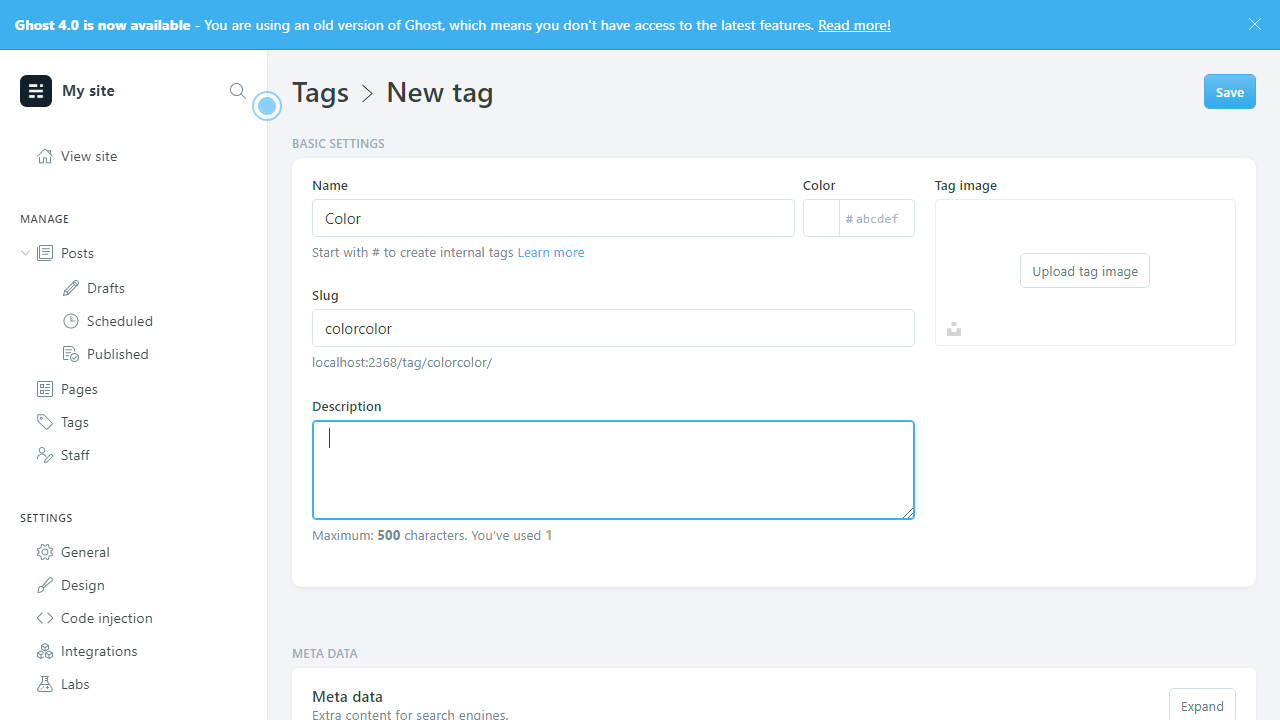 Ghost 4.0 is now available - You are using an old version of Ghost, which means you don't have access to the latest features. Read more!
My site
View site
MANAGE
Posts
Drafts
Scheduled
Published
Pages
Tags
Staff
SETTINGS
General
Design
Code injection
Integrations
Labs
Tags > New tag
Save
BASIC SETTINGS
Name
Color
Color
# abcdef
Start with # to create internal tags Learn more
Slug
colorcolor
localhost:2368/tag/colorcolor/
Description
Maximum: 500 characters. You've used 1
Tag image
Upload tag image
META DATA
Meta data
Extra content for search engines.
Expand